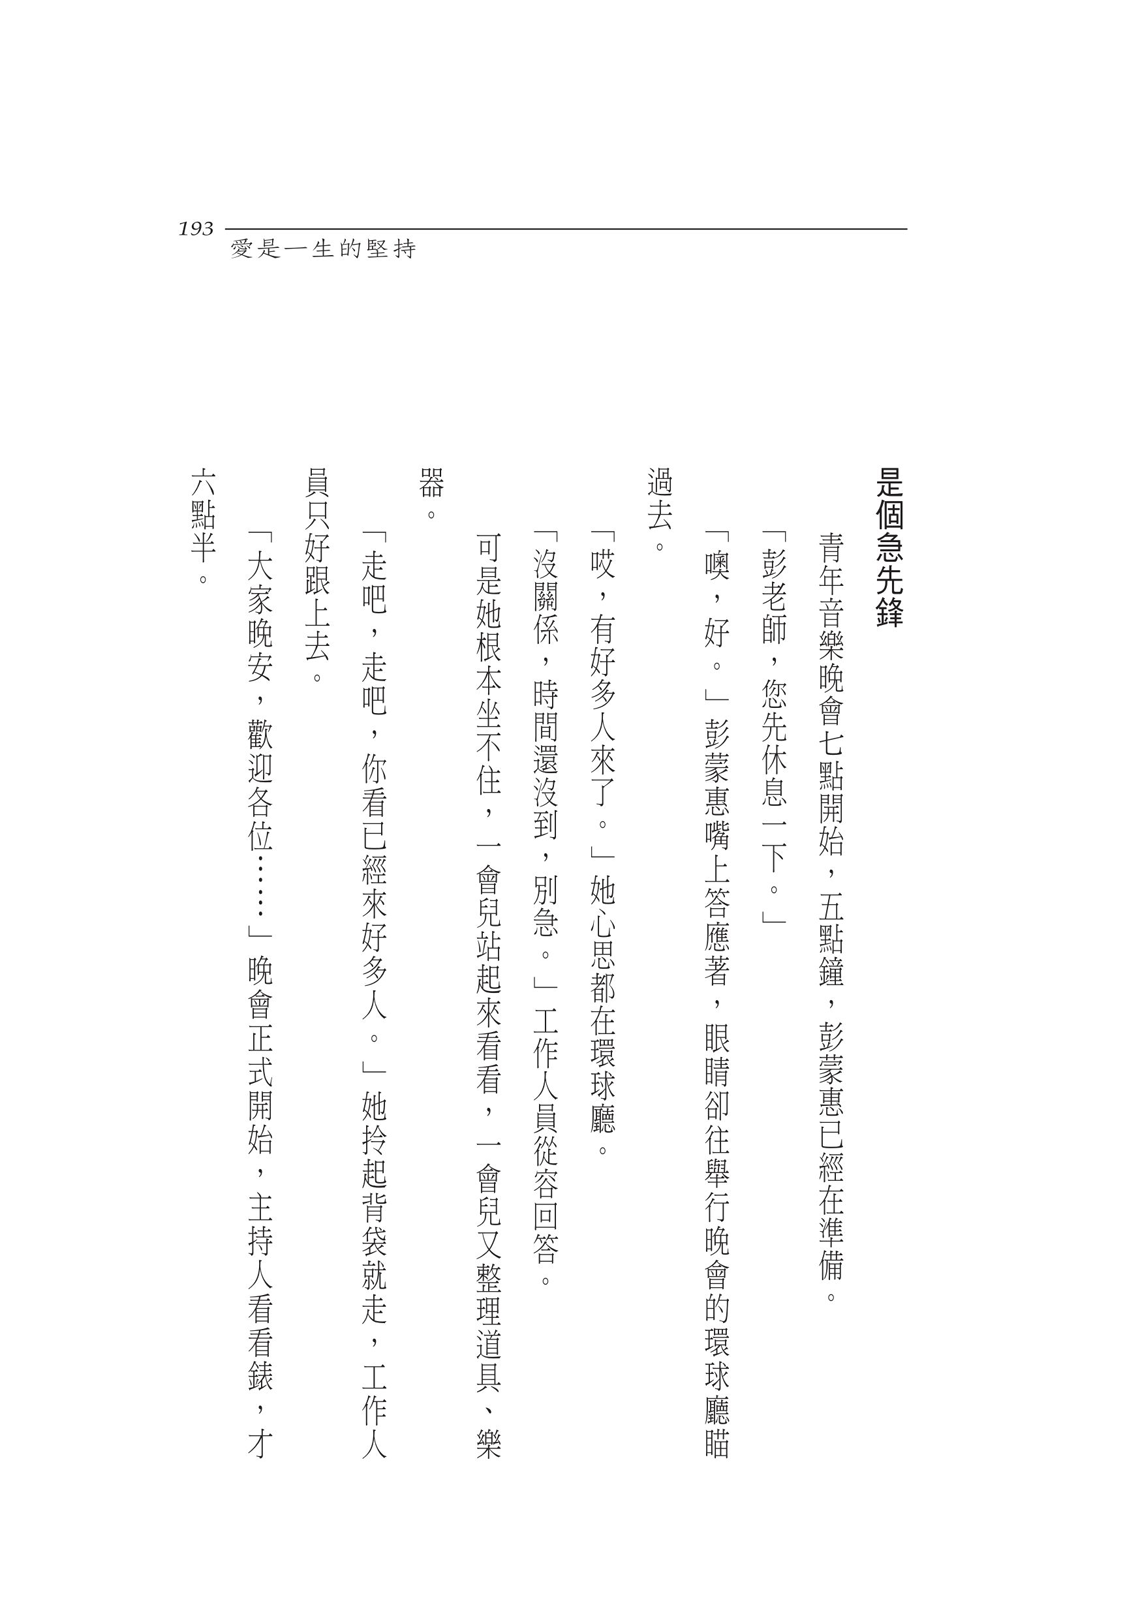 193
愛是一生的堅持
是個急先鋒
青年音樂晚會七點開始，五點鐘，彭蒙惠已經在準備。
「彭老師，您先休息一下。」
「噢，好。」彭蒙惠嘴上答應著，眼睛卻往舉行晚會的環球廳瞄
過去。
「哎，有好多人來了。」她心思都在環球廳。
「沒關係，時間還沒到，別急。」工作人員從容回答。
可是她根本坐不住，一會兒站起來看看，一會兒又整理道具、樂
器。
「走吧，走吧，你看已經來好多人。」她拎起背袋就走，工作人
員只好跟上去。
「大家晚安，歡迎各位……」晚會正式開始，主持人看看錶，才
六點半。